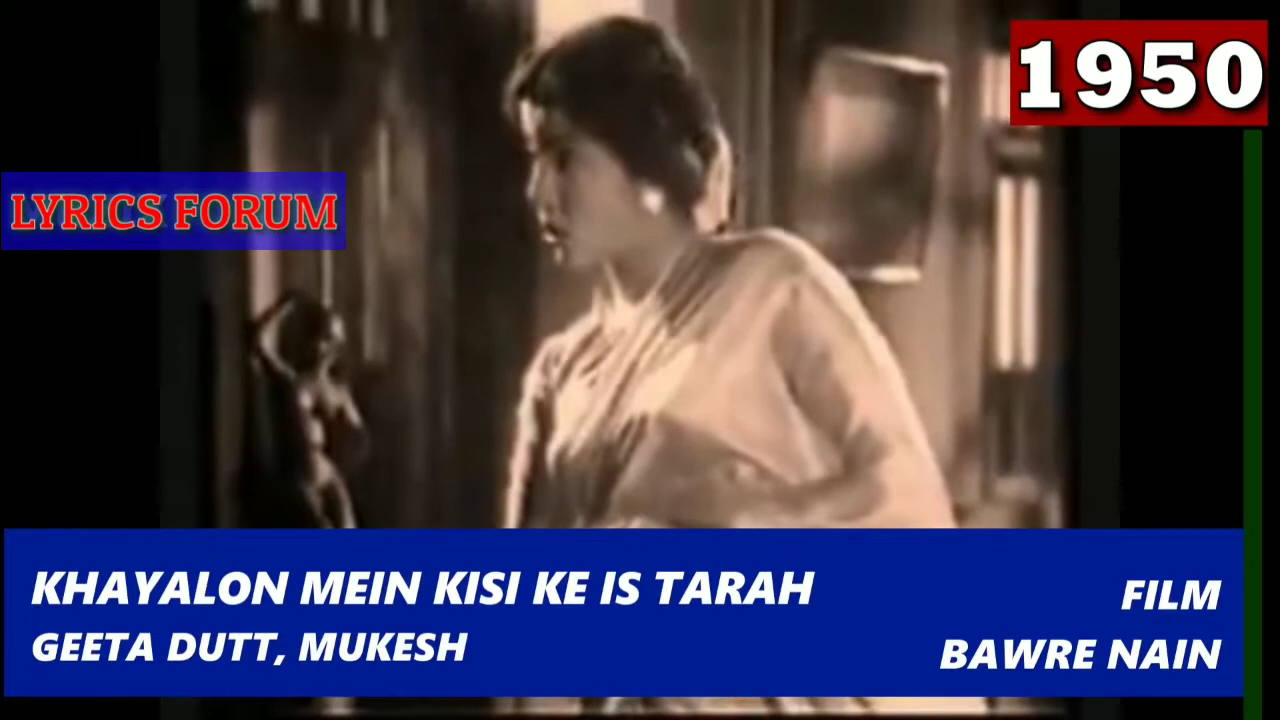 1950
LYRICS FORUM
KHAYALON MEIN KISI KE IS TARAH
GEETA DUTT, MUKESH
FILM
BAWRE NAIN